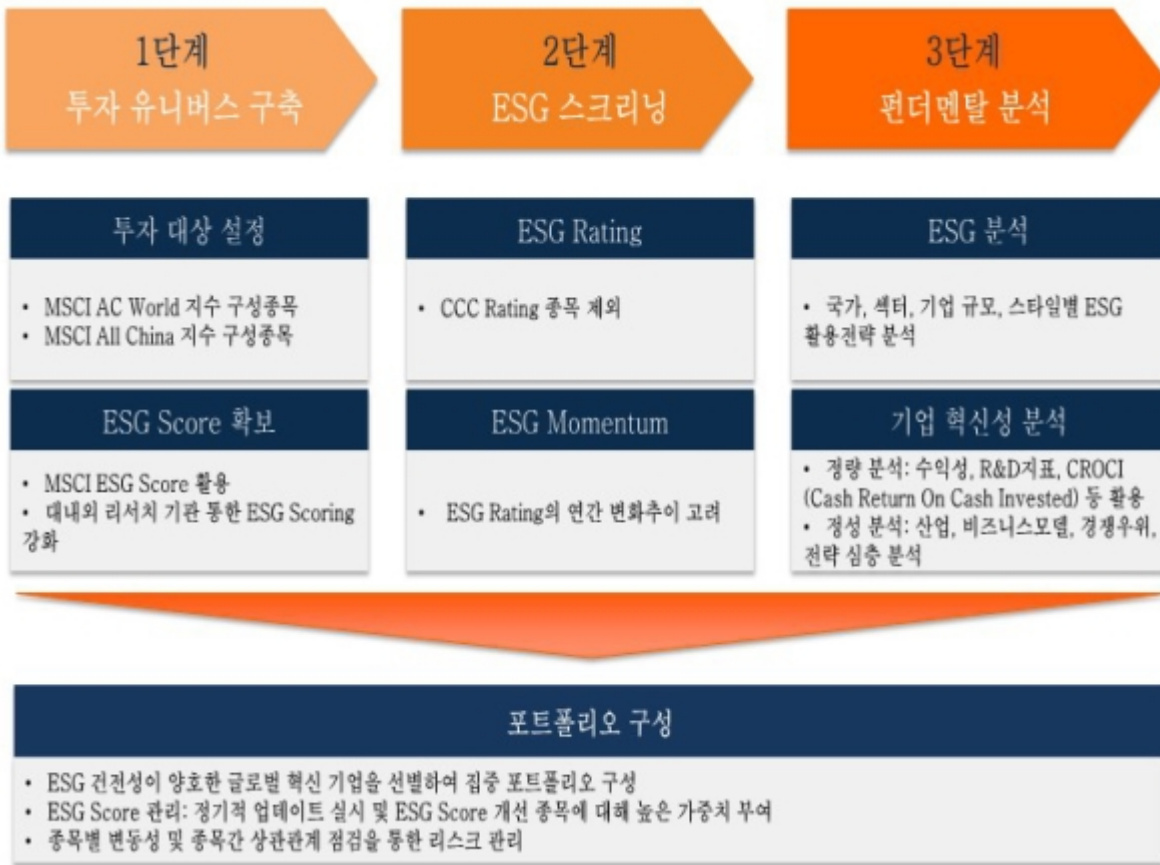 1단계
투자 유니버스 구축
2단계
ESG 스크리닝
3단계
펀더멘탈 분석
투자 대상 설정
• MSCI AC World 지수 구성종목
• MSCI All China 지수 구성종목
ESG Rating
• CCC Rating 종목 제외
ESG 분석
• 국가, 섹터, 기업 규모, 스타일별 ESG
활용전략 분석
ESG Score 확보
• MSCI ESG Score 활용
• 대내외 리서치 기관 통한 ESG Scoring
강화
ESG Momentum
• ESG Rating의 연간 변화추이 고려
기업 혁신성 분석
• 정량 분석: 수익성, R&D지표, CROCI
(Cash Return On Cash Invested) 등 활용
• 정성 분석: 산업, 비즈니스모델, 경쟁우위,
전략 심층 분석
포트폴리오 구성
• ESG 건전성이 양호한 글로벌 혁신 기업을 선별하여 집중 포트폴리오 구성
• ESG Score 관리: 정기적 업데이트 실시 및 ESG Score 개선 종목에 대해 높은 가중치 부여
• 종목별 변동성 및 종목간 상관관계 점검을 통한 리스크 관리